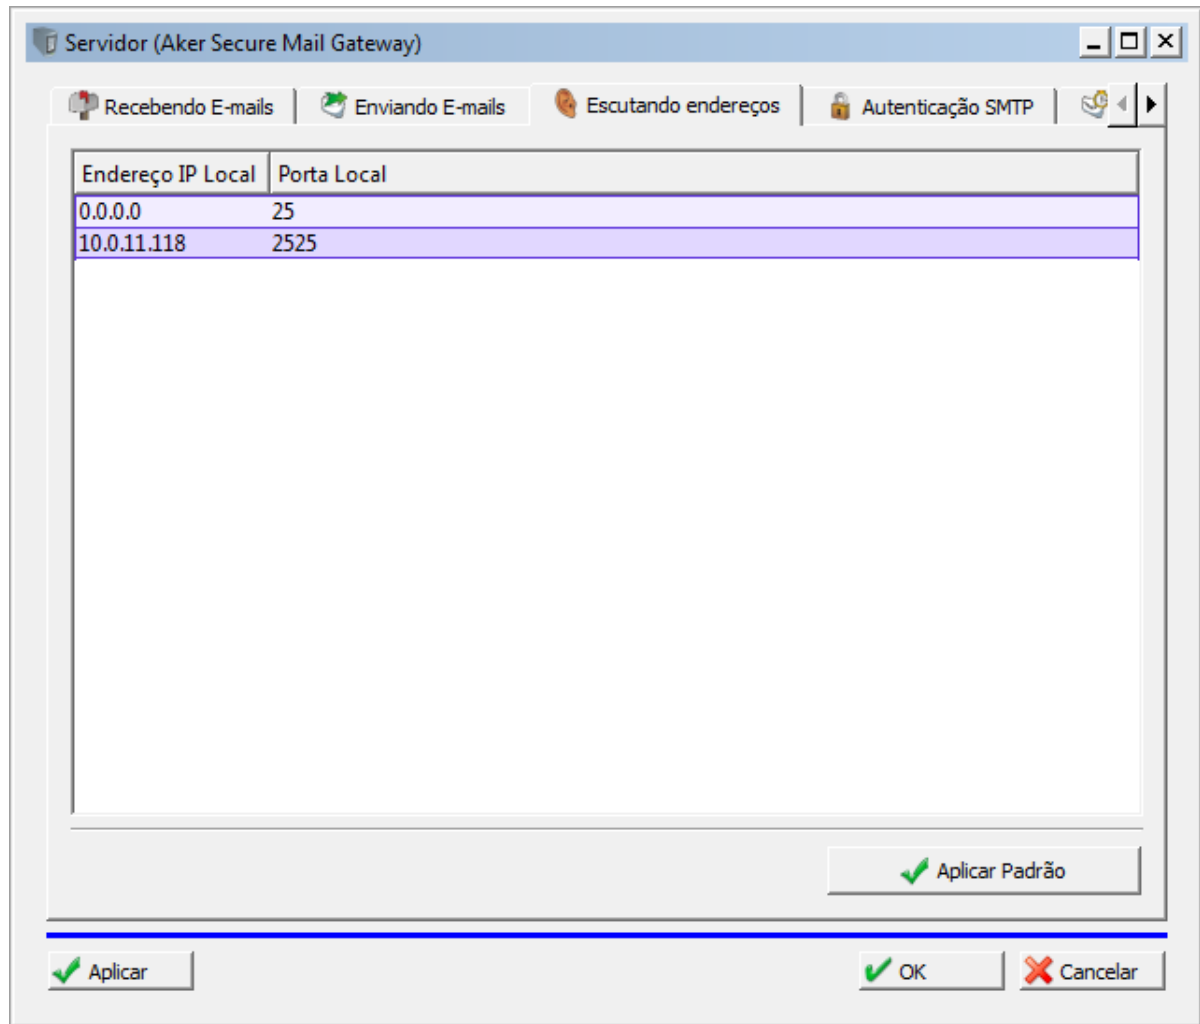 Servidor (Aker Secure Mail Gateway)
Recebendo E-mails Enviando E-mails Escutando endereços Autenticação SMTP
Endereço IP Local Porta Local
0.0.0.0 25
10.0.11.118 2525
Aplicar Padrão
Aplicar OK Cancelar